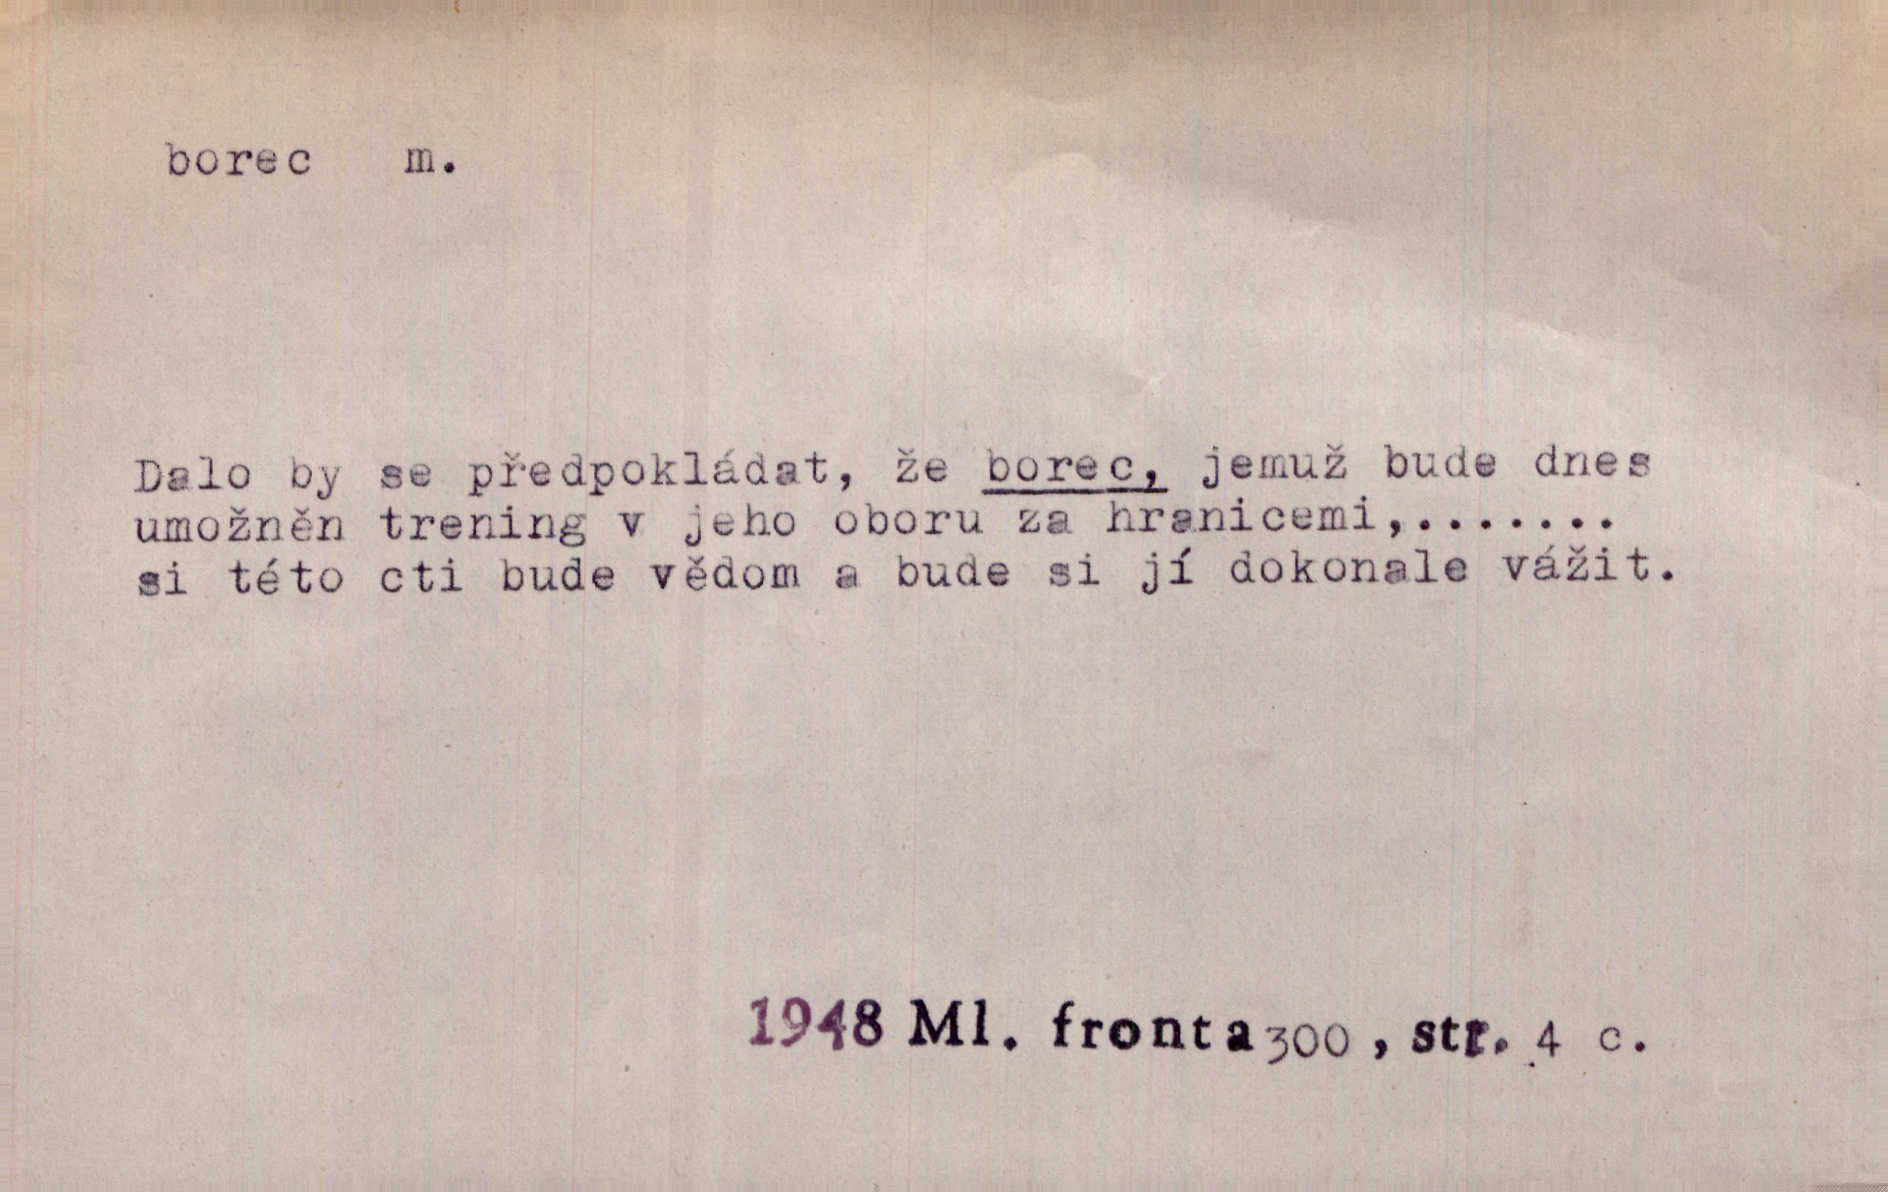 borec m.
Dalo by se předpokládat, že borec, jemuž bude dnes
umožněn trening v jeho oboru za hranicemi,.......
si této cti bude vědom a bude si jí dokonale vážit.
1948 Ml. fronta 300, str. 4 c.